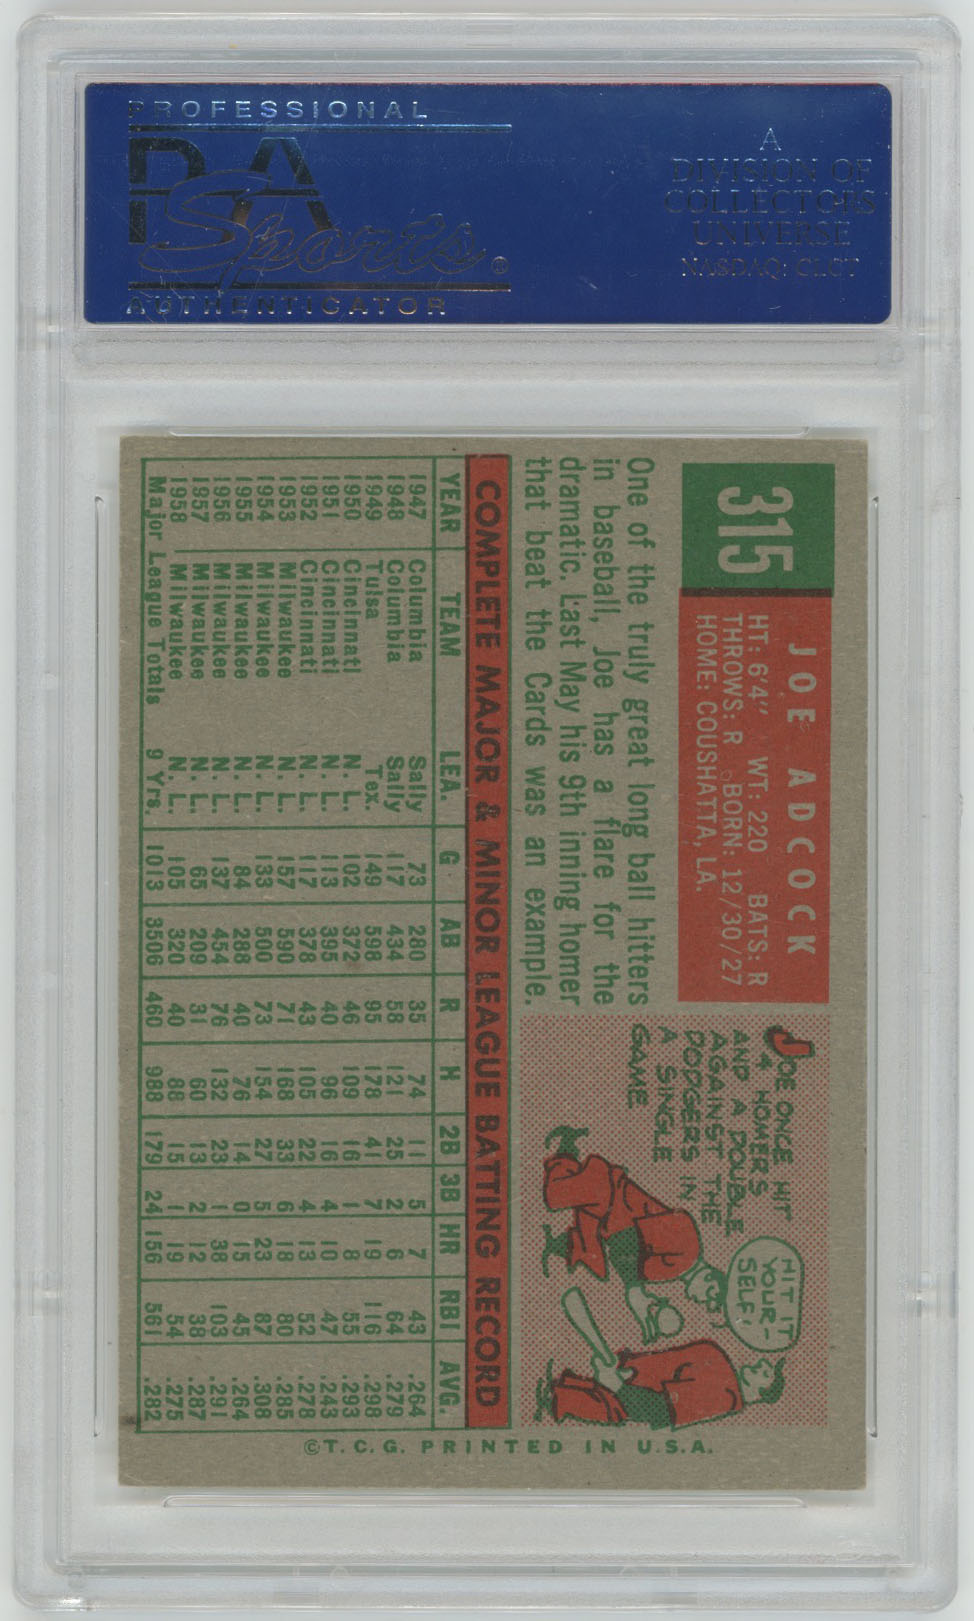 PROFESSIONAL
PSA
Sports®
AUTHENTICATOR
A
DIVISION OF
COLLECTORS
UNIVERSE
NASDAQ: CLCT
315
JOE ADCOCK
HT: 6'4" WT: 220 BATS: R
THROWS: R BORN: 12/30/27
HOME: COUSHATTA, LA.
One of the truly great long ball hitters
in baseball, Joe has a flare for the
dramatic. Last May his 9th inning homer
that beat the Cards was an example.
JOE ONCE HIT
4 HOMERS
AND A DOUBLE
AGAINST THE
DODGERS IN
A SINGLE
GAME
HIT IT
YOUR-
SELF!
COMPLETE MAJOR & MINOR LEAGUE BATTING RECORD
YEAR TEAM LEA. G AB R H 2B 3B HR RBI AVG.
1947 Columbia Sally 73 280 35 74 11 5 7 43 .264
1948 Columbia Sally 117 434 58 121 25 2 6 64 .279
1949 Tulsa Tex. 149 598 95 178 41 7 19 116 .298
1950 Cincinnati N. L. 102 372 46 109 16 1 8 55 .293
1951 Cincinnati N. L. 113 395 40 96 16 4 10 47 .243
1952 Cincinnati N. L. 117 378 43 105 22 4 13 52 .278
1953 Milwaukee N. L. 157 590 71 168 33 6 18 80 .285
1954 Milwaukee N. L. 133 500 73 154 27 5 23 87 .308
1955 Milwaukee N. L. 84 288 40 76 14 0 15 45 .264
1956 Milwaukee N. L. 137 454 76 132 23 1 38 103 .291
1957 Milwaukee N. L. 65 209 31 60 13 2 12 38 .287
1958 Milwaukee N. L. 105 320 40 88 15 1 19 54 .275
Major League Totals 9 Yrs. 1013 3506 460 988 179 24 156 561 .282
©T.C.G. PRINTED IN U.S.A.